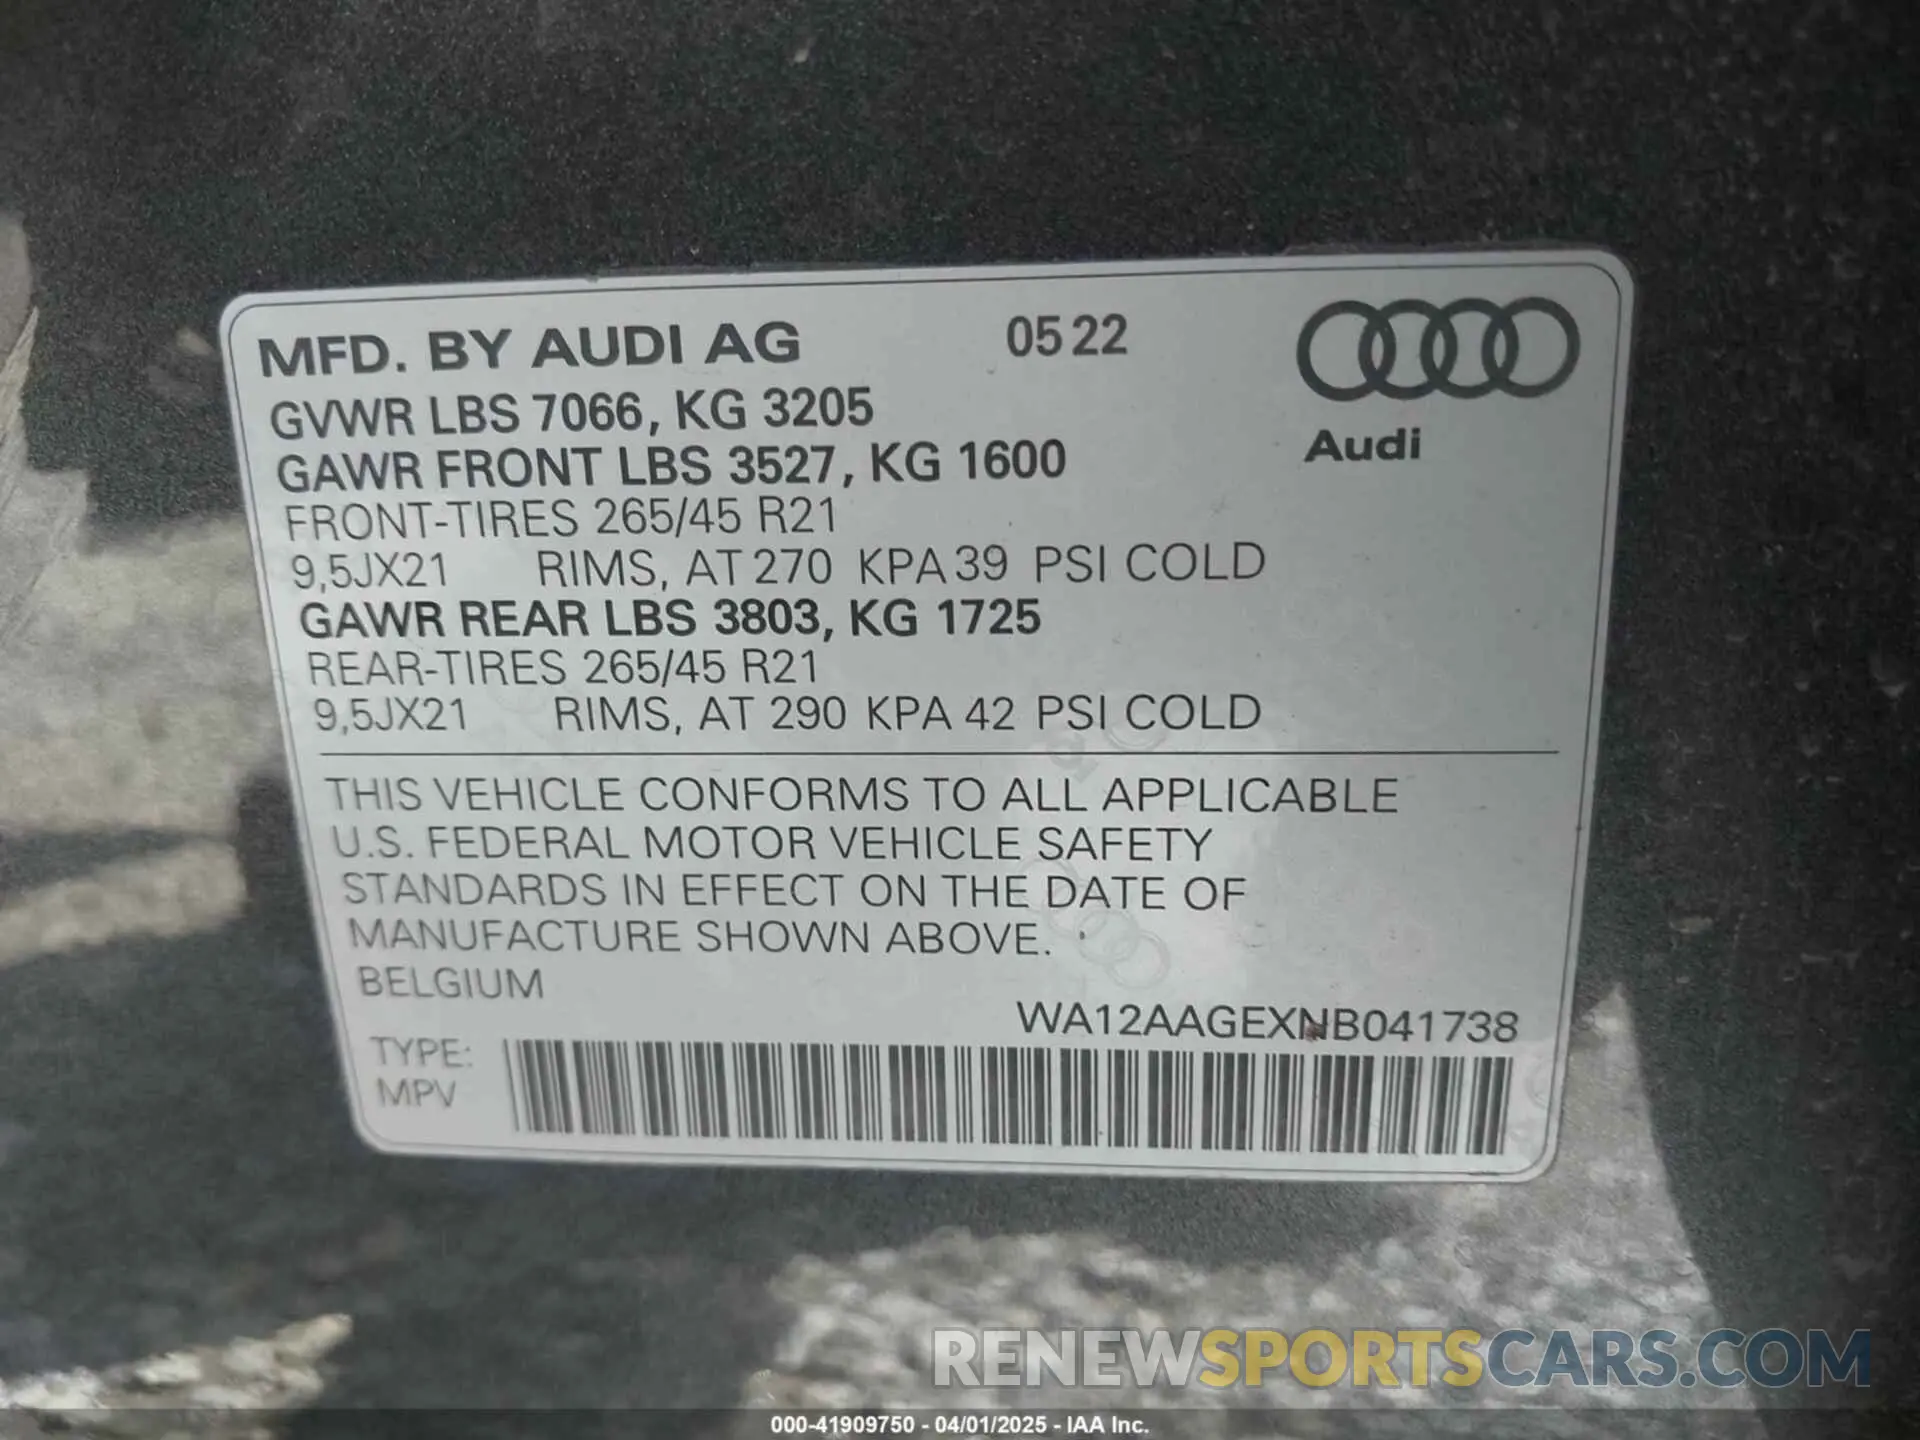 MFD. BY AUDI AG 05 22
GVWR LBS 7066, KG 3205
GAWR FRONT LBS 3527, KG 1600
Audi
FRONT-TIRES 265/45 R21
9,5JX21 RIMS, AT 270 KPA 39 PSI COLD
GAWR REAR LBS 3803, KG 1725
REAR-TIRES 265/45 R21
9,5JX21 RIMS, AT 290 KPA 42 PSI COLD
THIS VEHICLE CONFORMS TO ALL APPLICABLE
U.S. FEDERAL MOTOR VEHICLE SAFETY
STANDARDS IN EFFECT ON THE DATE OF
MANUFACTURE SHOWN ABOVE.
BELGIUM
WA12AAGEXNB041738
TYPE:
MPV
RENEWSPORTSCARS.COM
000-41909750 - 04/01/2025 - IAA Inc.